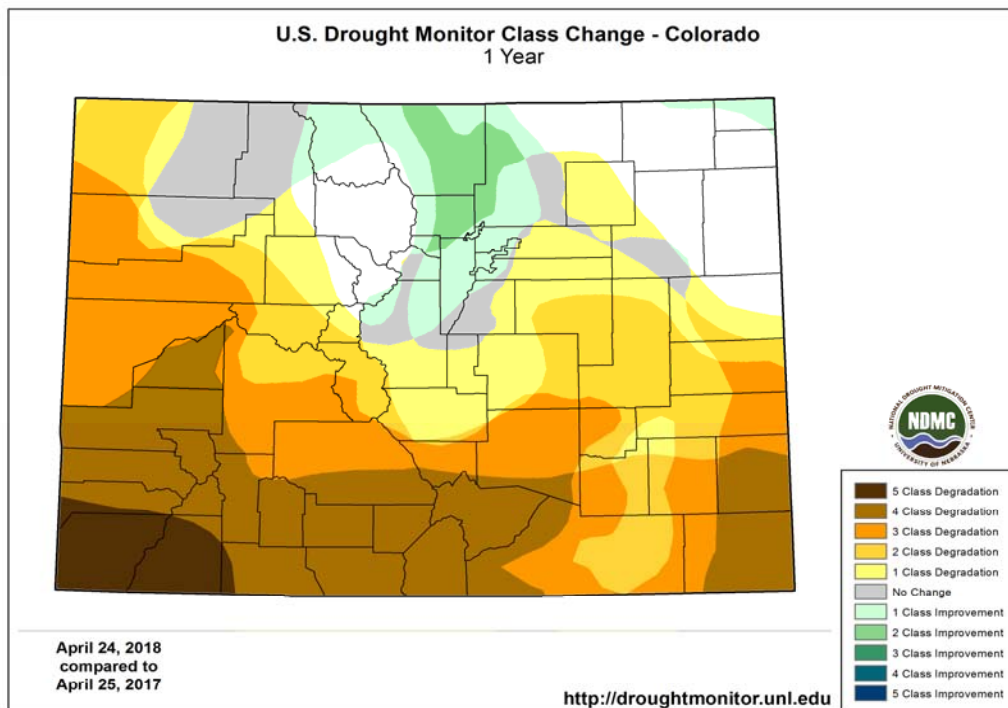 U.S. Drought Monitor Class Change - Colorado
1 Year
NATIONAL DROUGHT MITIGATION CENTER
NDMC
UNIVERSITY OF NEBRASKA
5 Class Degradation
4 Class Degradation
3 Class Degradation
2 Class Degradation
1 Class Degradation
No Change
1 Class Improvement
2 Class Improvement
3 Class Improvement
4 Class Improvement
5 Class Improvement
April 24, 2018
compared to
April 25, 2017
http://droughtmonitor.unl.edu